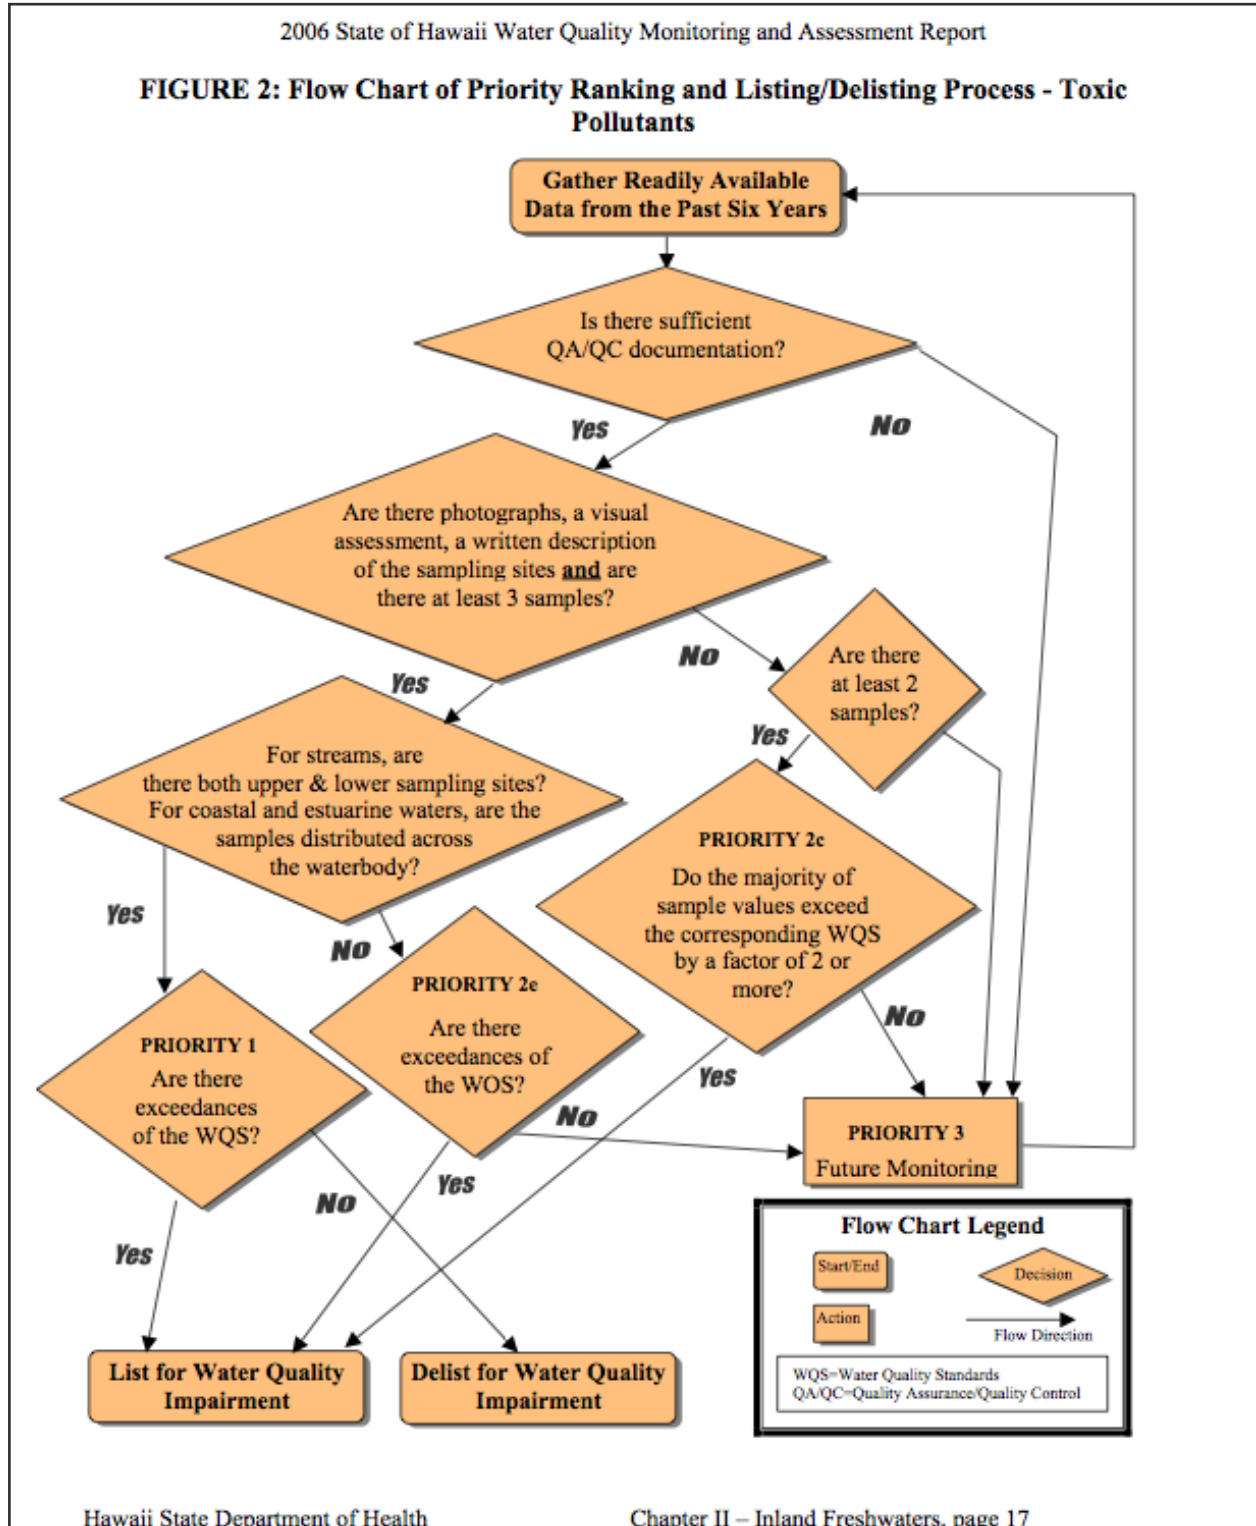 2006 State of Hawaii Water Quality Monitoring and Assessment Report
FIGURE 2: Flow Chart of Priority Ranking and Listing/Delisting Process - Toxic
Pollutants
Gather Readily Available
Data from the Past Six Years
Is there sufficient
QA/QC documentation?
Yes
No
Are there photographs, a visual
assessment, a written description
of the sampling sites and are
there at least 3 samples?
No
Are there
at least 2
samples?
Yes
Yes
For streams, are
there both upper & lower sampling sites?
For coastal and estuarine waters, are the
samples distributed across
the waterbody?
PRIORITY 2c
Do the majority of
sample values exceed
the corresponding WQS
by a factor of 2 or
more?
Yes
No
PRIORITY 2e
Are there
exceedances of
the WOS?
No
PRIORITY 1
Are there
exceedances
of the WQS?
Yes
No
PRIORITY 3
Future Monitoring
Yes
No
Yes
List for Water Quality
Impairment
Delist for Water Quality
Impairment
Flow Chart Legend
Start/End
Decision
Action
Flow Direction
WQS=Water Quality Standards
QA/QC=Quality Assurance/Quality Control
Hawaii State Department of Health
Chapter II – Inland Freshwaters, page 17